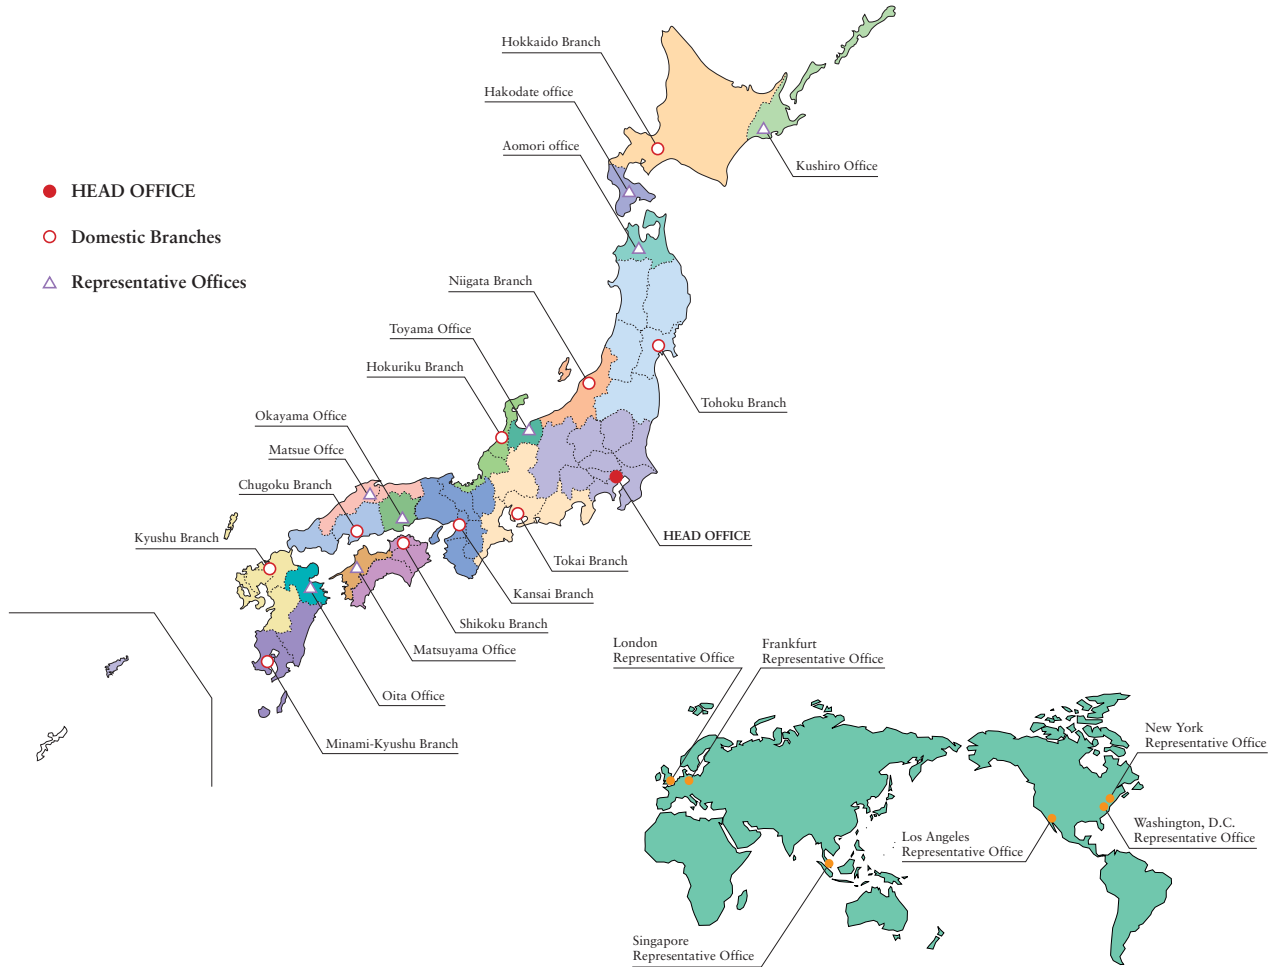 Hokkaido Branch
Hakodate office
Aomori office
Kushiro Office
HEAD OFFICE
Domestic Branches
Representative Offices
Niigata Branch
Toyama Office
Hokuriku Branch
Tohoku Branch
Okayama Office
Matsue Offce
Chugoku Branch
Kyushu Branch
HEAD OFFICE
Tokai Branch
Kansai Branch
Shikoku Branch
Matsuyama Office
Oita Office
Minami-Kyushu Branch
London
Representative Office
Frankfurt
Representative Office
New York
Representative Office
Washington, D.C.
Representative Office
Los Angeles
Representative Office
Singapore
Representative Office